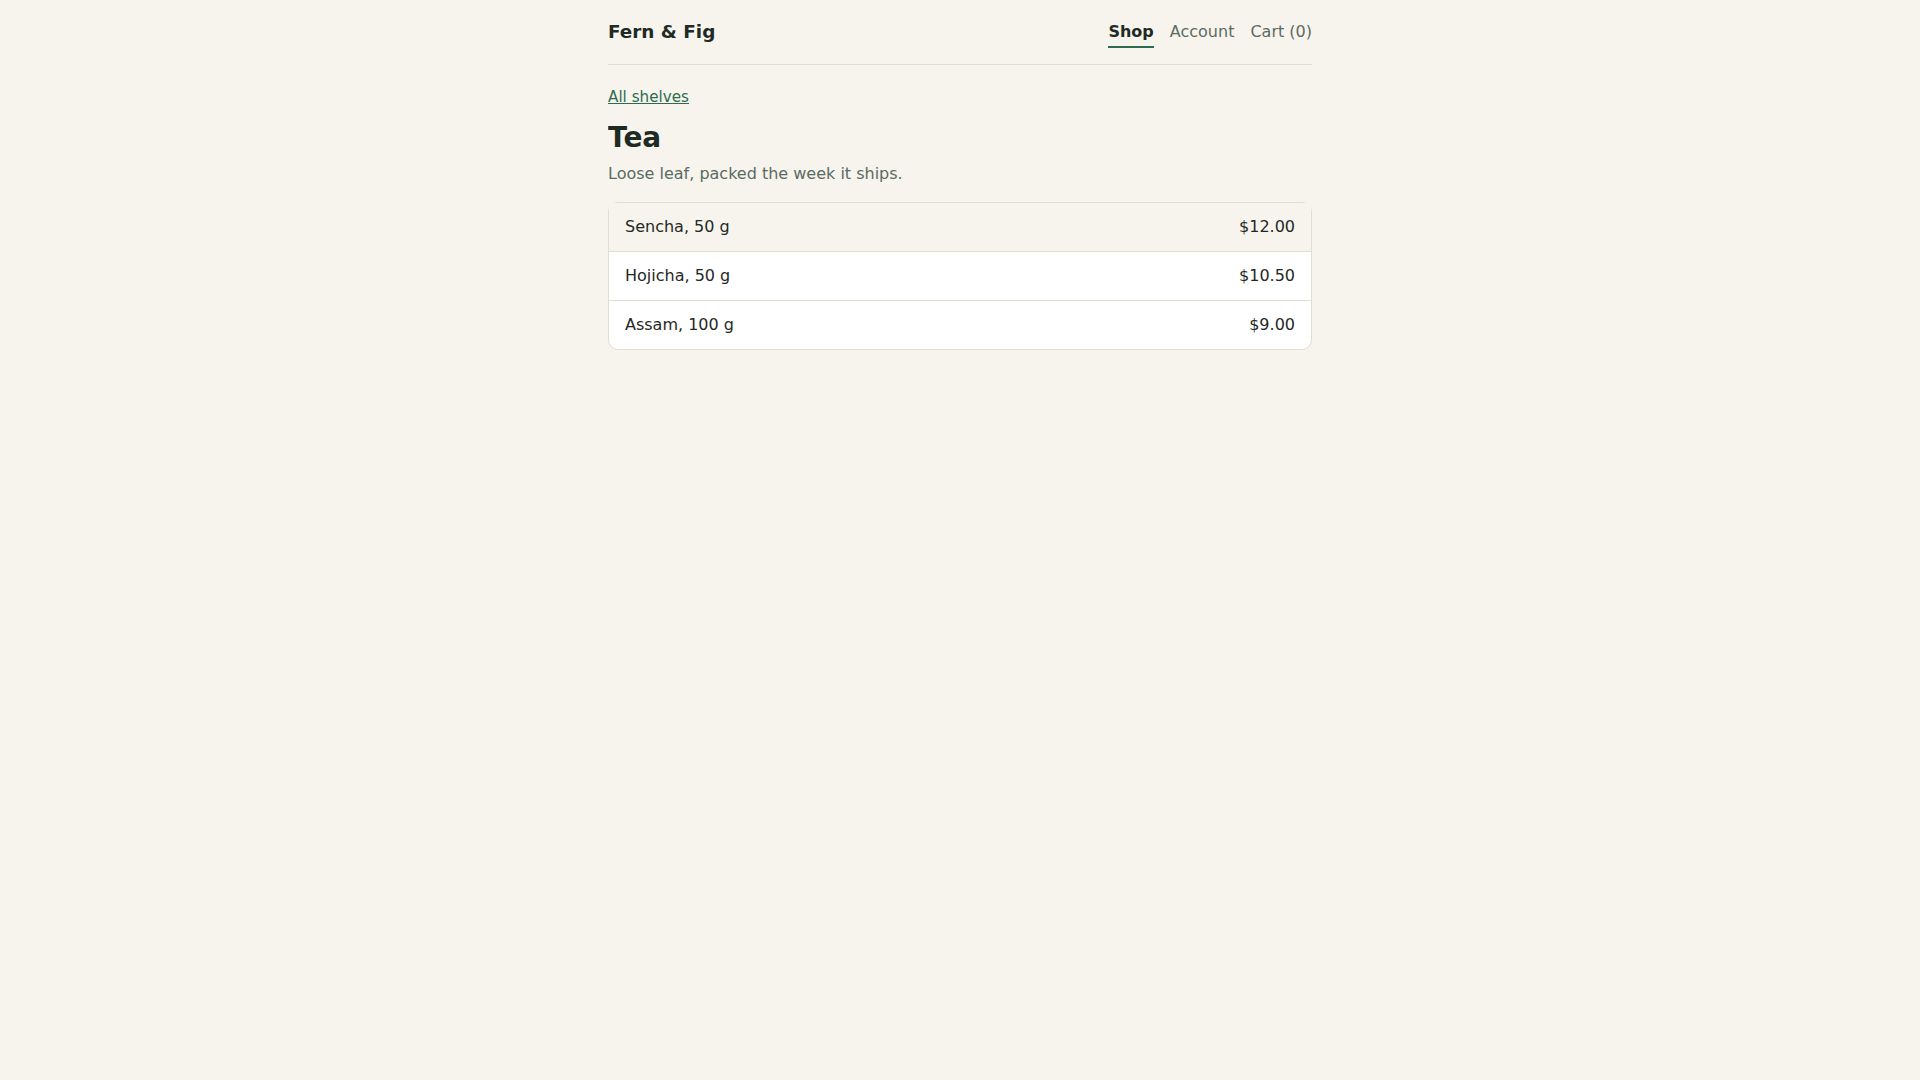 Fern & Fig
Shop Account Cart (0)
All shelves
Tea
Loose leaf, packed the week it ships.
Sencha, 50 g $12.00
Hojicha, 50 g $10.50
Assam, 100 g $9.00